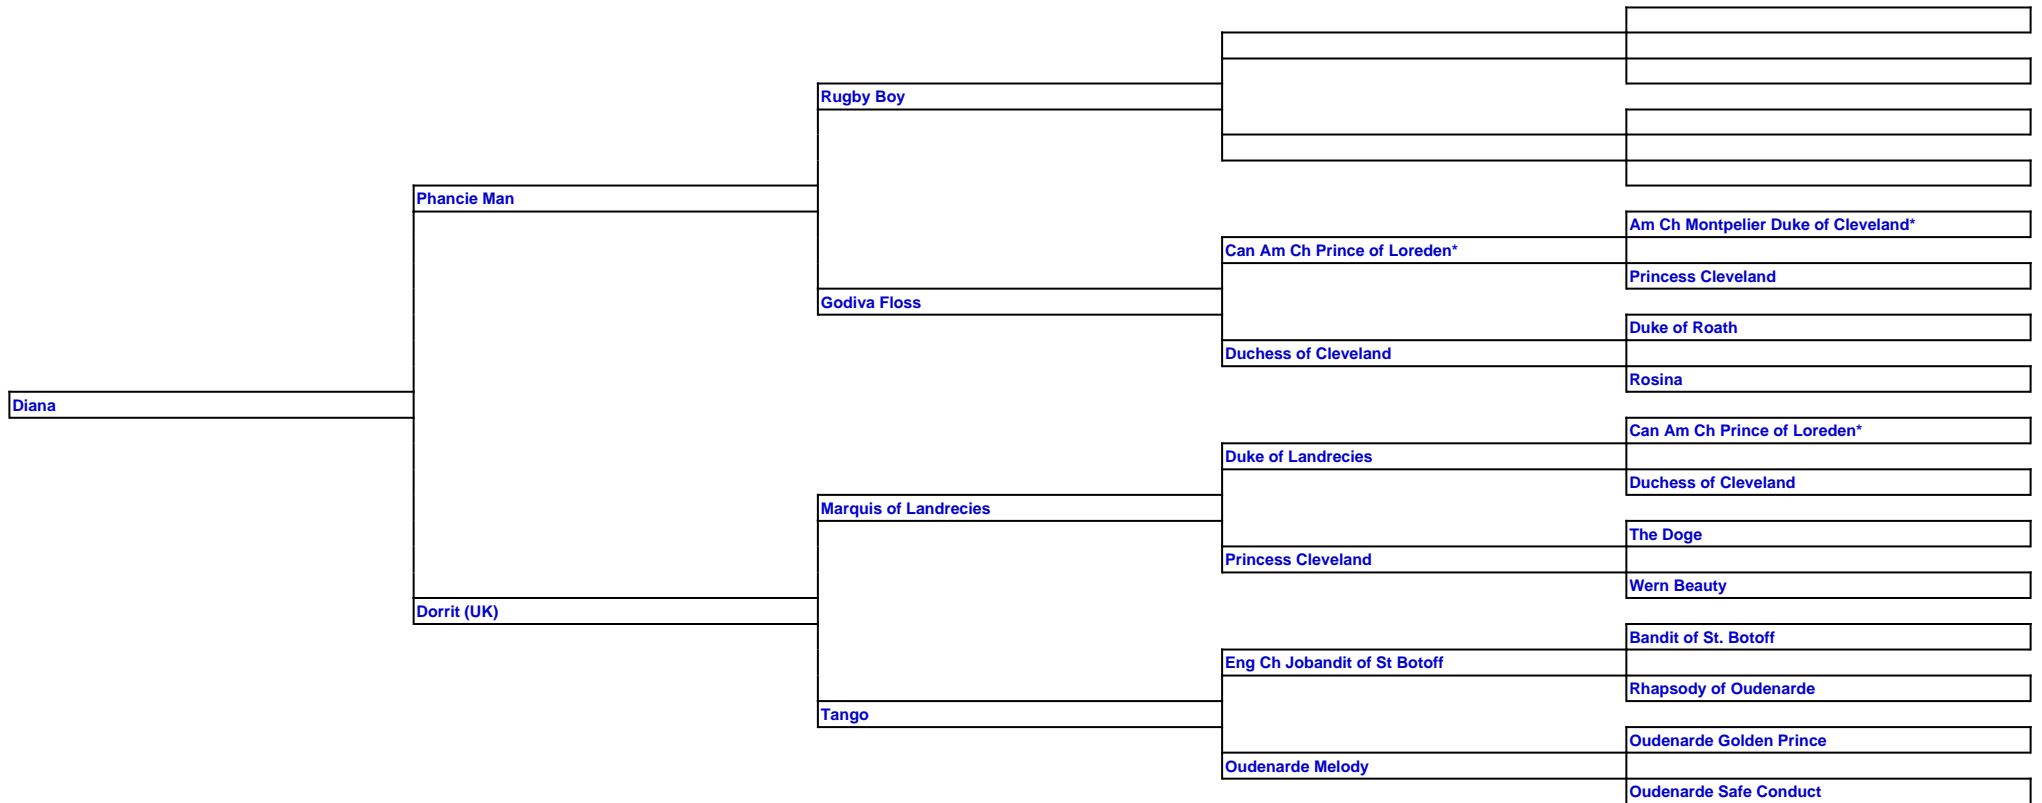 Rugby Boy
Phancie Man
Am Ch Montpelier Duke of Cleveland*
Can Am Ch Prince of Loreden*
Princess Cleveland
Godiva Floss
Duke of Roath
Duchess of Cleveland
Rosina
Diana
Can Am Ch Prince of Loreden*
Duke of Landrecies
Duchess of Cleveland
Marquis of Landrecies
The Doge
Princess Cleveland
Wern Beauty
Dorrit (UK)
Bandit of St. Botoff
Eng Ch Jobandit of St Botoff
Rhapsody of Oudenarde
Tango
Oudenarde Golden Prince
Oudenarde Melody
Oudenarde Safe Conduct